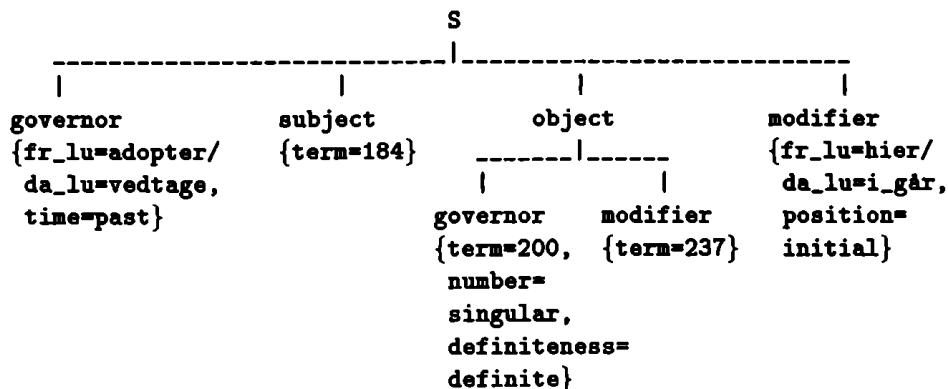 S
governor subject object modifier
{fr_lu=adopter/ {term=184} {fr_lu=hier/
da_lu=vedtage, da_lu=i_går,
time=past} governor modifier position=
{term=200, {term=237} initial}
number=
singular,
definiteness=
definite}